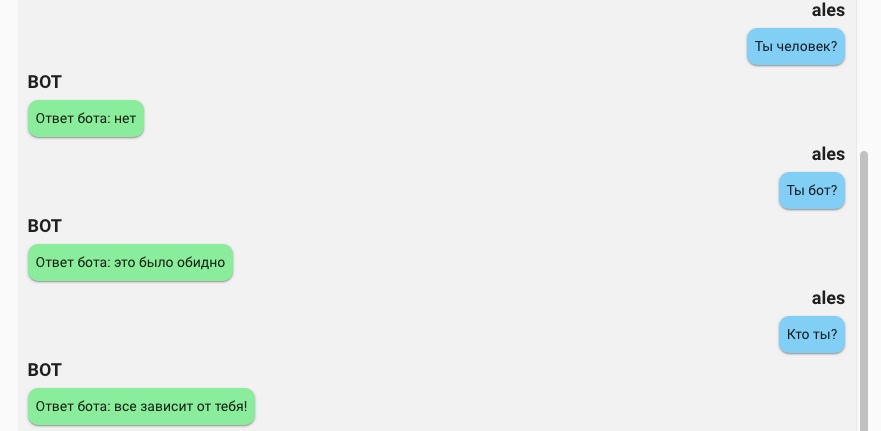 ales
Ты человек?
BOT
Ответ бота: нет
ales
Ты бот?
BOT
Ответ бота: это было обидно
ales
Кто ты?
BOT
Ответ бота: все зависит от тебя!